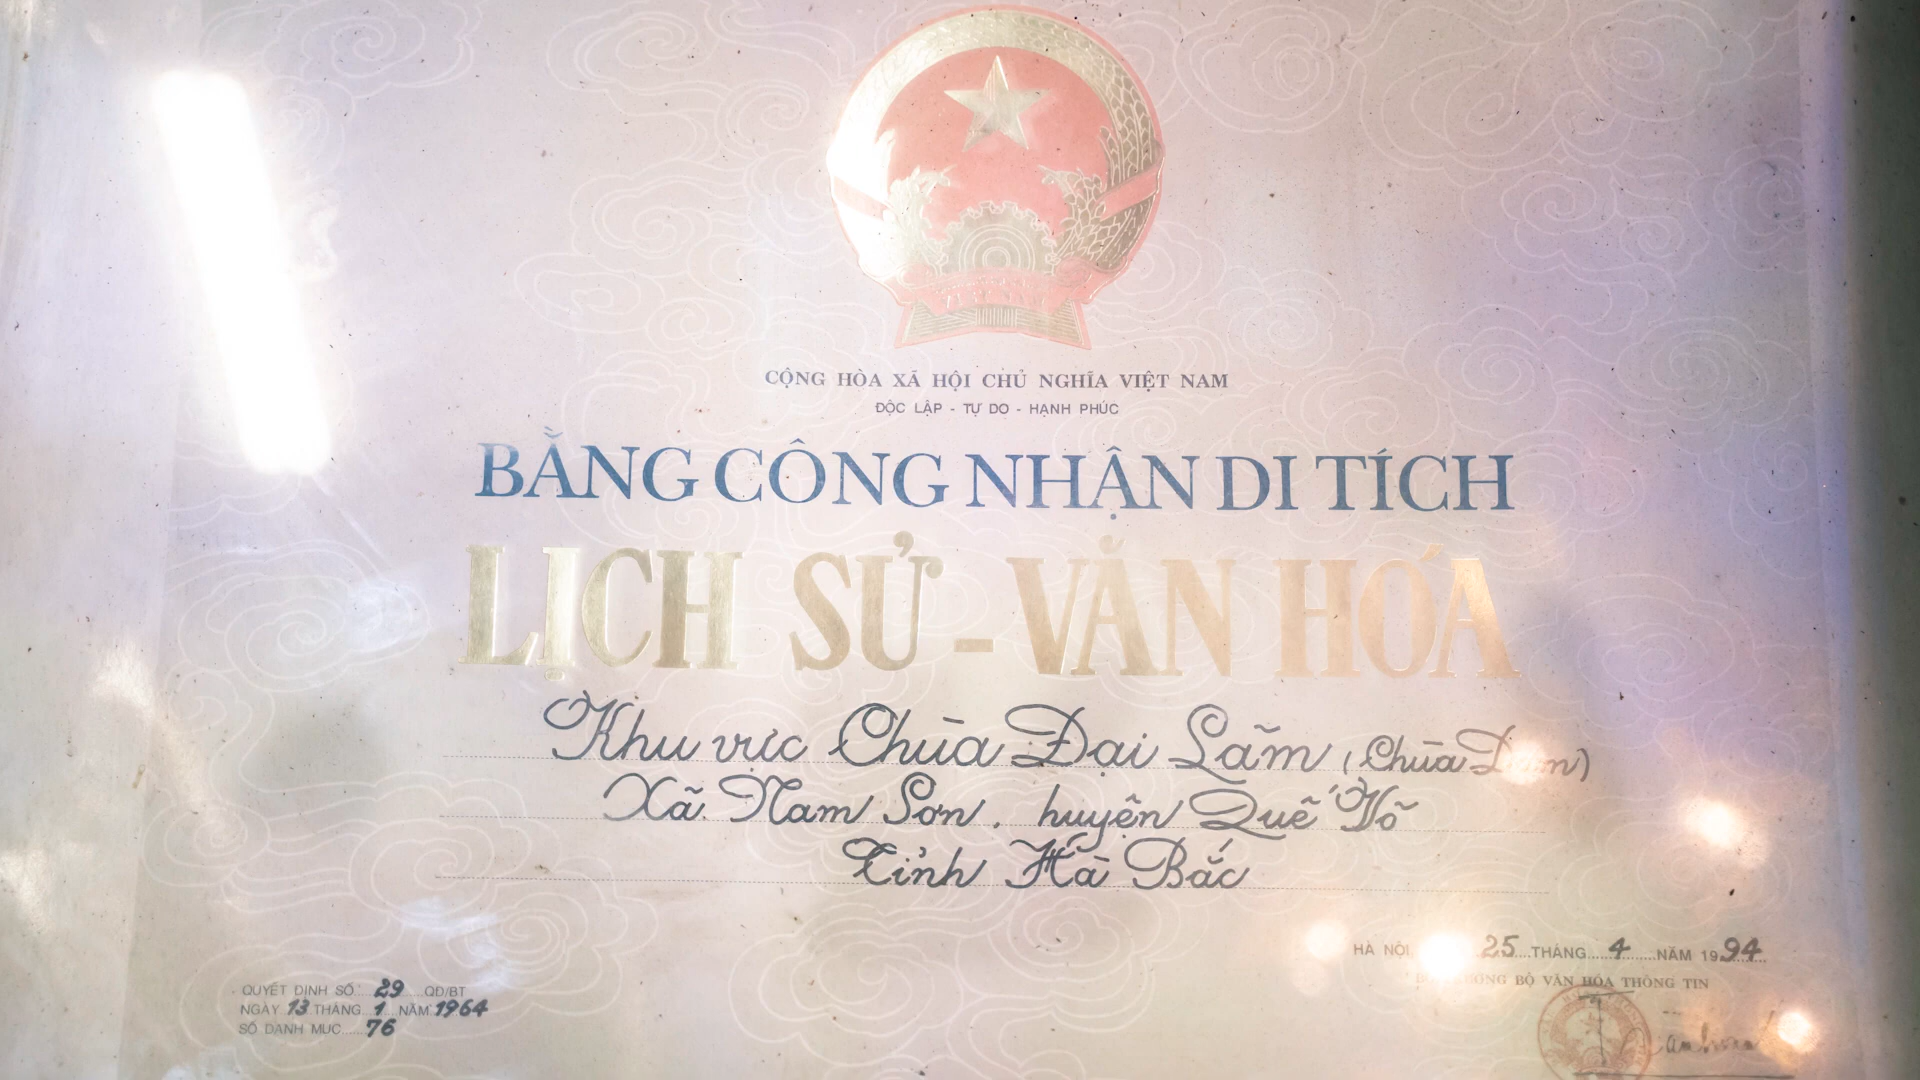 CỘNG HÒA XÃ HỘI CHỦ NGHĨA VIỆT NAM
ĐỘC LẬP - TỰ DO - HẠNH PHÚC
BẰNG CÔNG NHẬN DI TÍCH
LỊCH SỬ - VĂN HÓA
Khu vực Chùa Đại Lãm (Chùa
Xã Nam Sơn. huyện Quế Võ
Tỉnh Hà Bắc
HÀ NỘI 25 THÁNG 4 NĂM 1994
BỘ VĂN HÓA THÔNG TIN
QUYẾT ĐỊNH SỐ 29 QĐ/BT
NGÀY 13 THÁNG 1 NĂM 1964
SỐ DANH MỤC 76